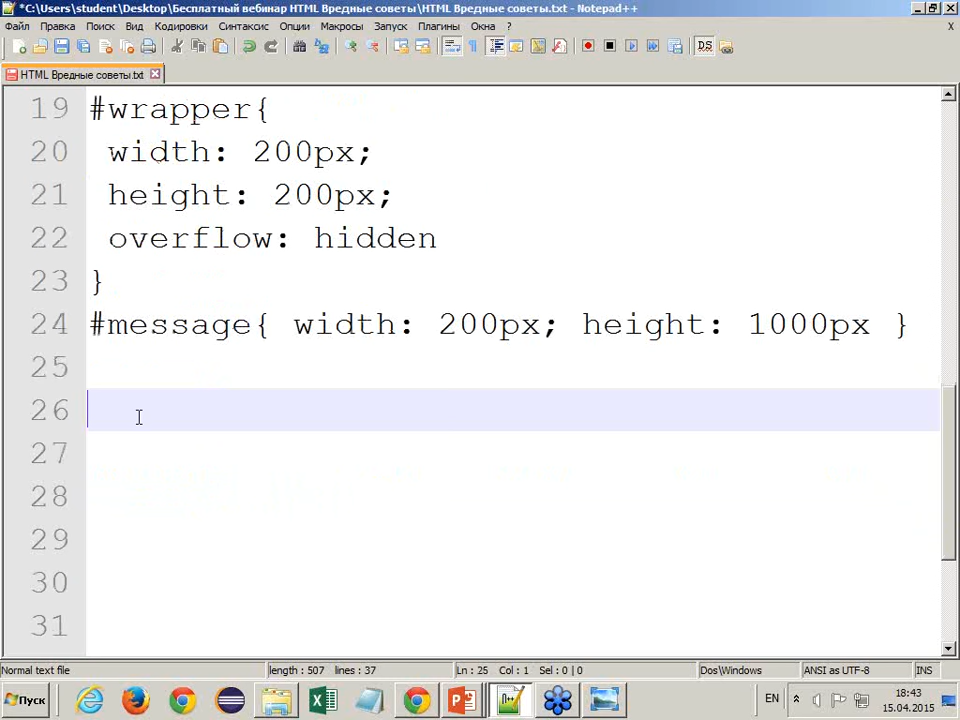 *C:\Users\student\Desktop\Бесплатный вебинар HTML Вредные советы\HTML Вредные советы.txt - Notepad++
Файл Правка Поиск Вид Кодировки Синтаксис Опции Макросы Запуск Плагины Окна ? X
HTML Вредные советы.txt
19 #wrapper{
20 width: 200px;
21 height: 200px;
22 overflow: hidden
23 }
24 #message{ width: 200px; height: 1000px }
25
26
27
28
29
30
31
Normal text file length : 507 lines : 37 Ln : 25 Col : 1 Sel : 0 | 0 Dos\Windows ANSI as UTF-8 INS
Пуск EN 18:43
15.04.2015